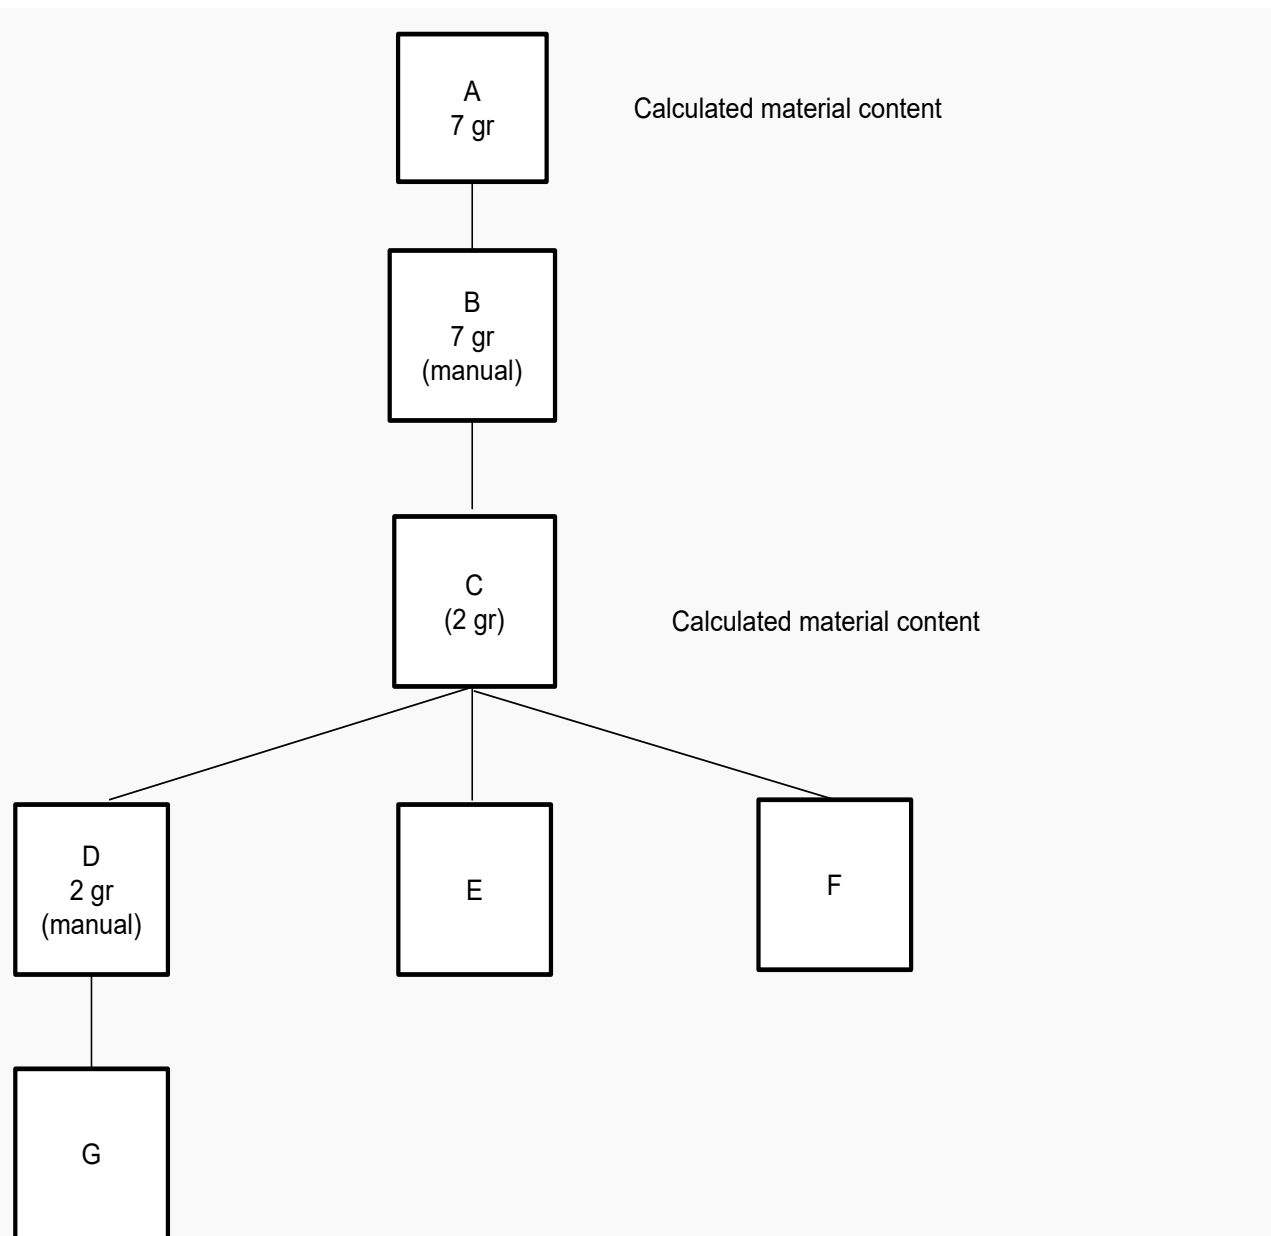 A
7 gr
Calculated material content
B
7 gr
(manual)
C
(2 gr)
Calculated material content
D
2 gr
(manual)
E
F
G